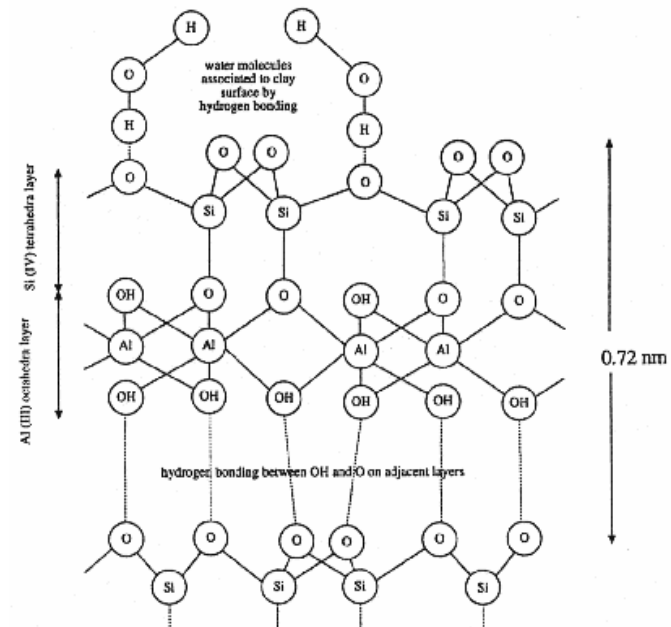 H H
O O
water molecules
associated to clay
surface by
hydrogen bonding
H H
O O O O
O O
Si Si Si Si
Si (IV) tetrahedra layer
OH O O OH O O
Al Al Al Al
Al (III) octahedra layer
0.72 nm
OH OH OH OH OH OH
hydrogen bonding between OH and O on adjacent layers
O O O O O O
Si Si Si Si